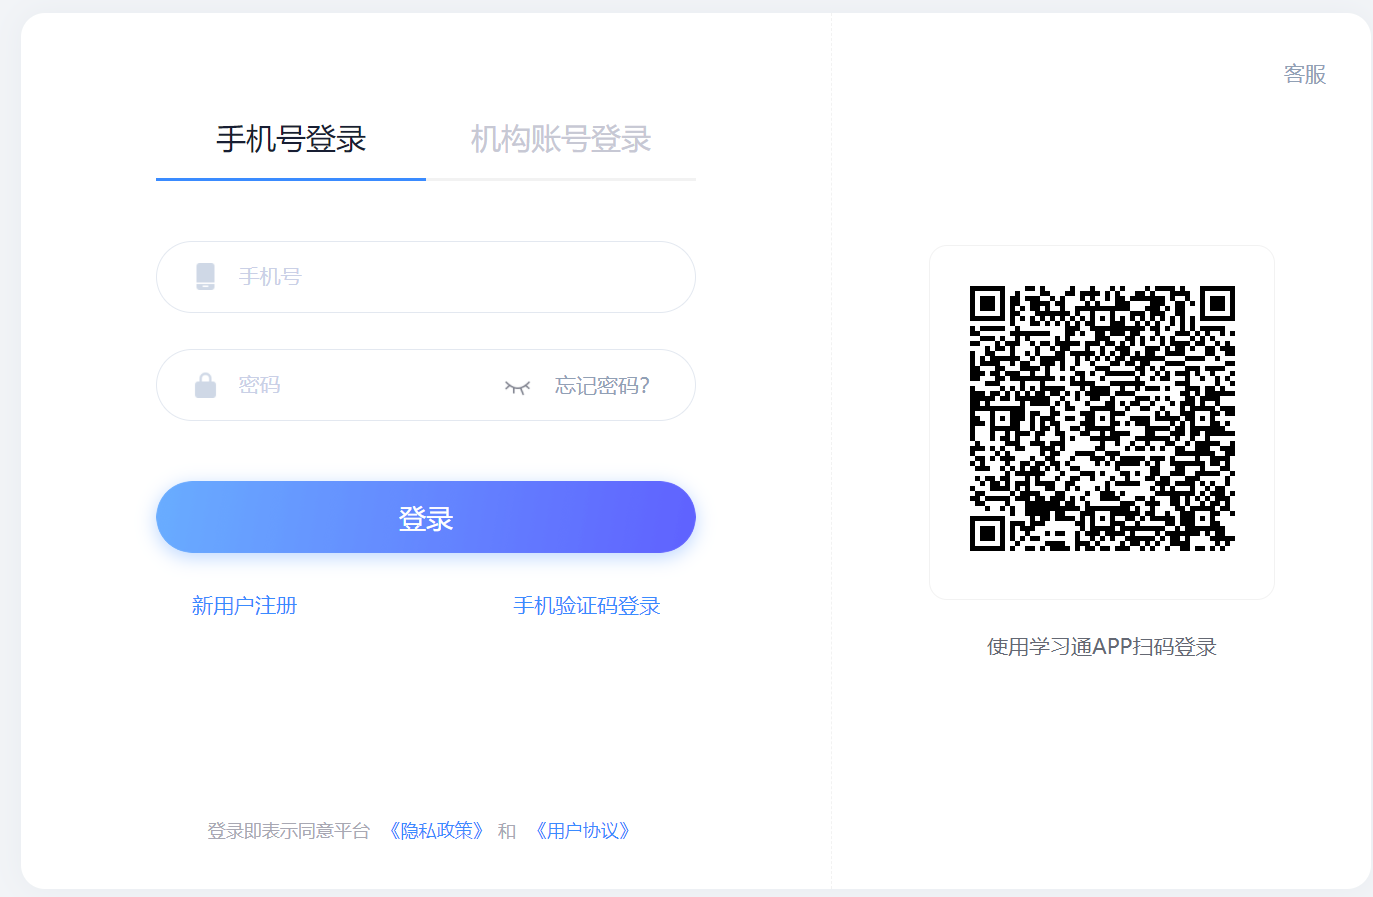 客服
手机号登录 机构账号登录
手机号
密码 忘记密码?
登录
新用户注册 手机验证码登录
使用学习通APP扫码登录
登录即表示同意平台 《隐私政策》 和 《用户协议》